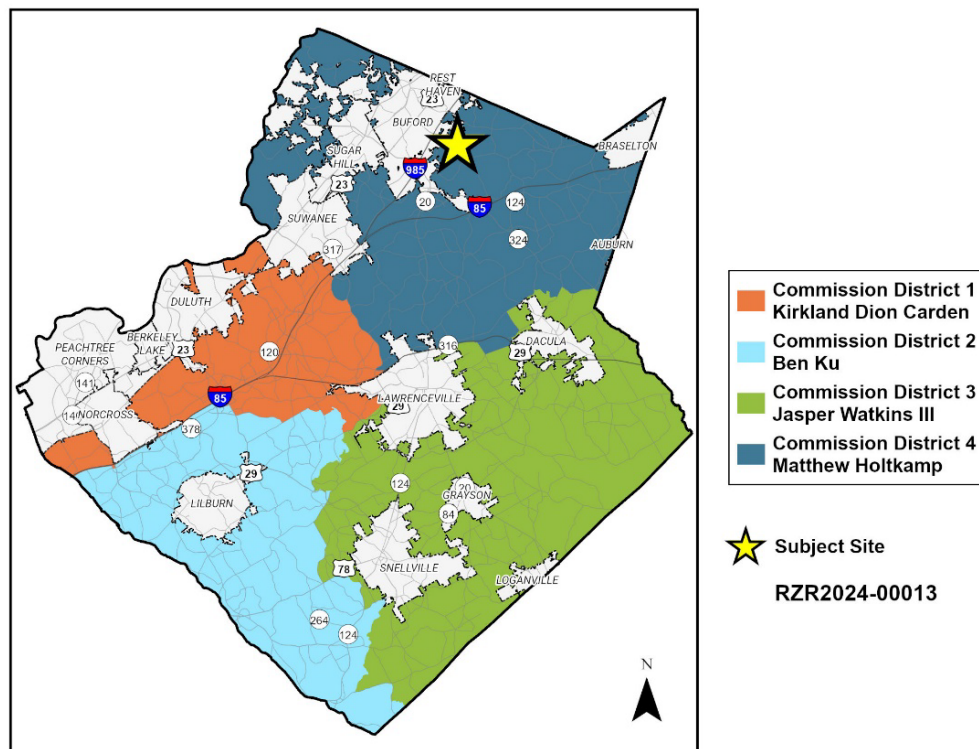 REST
HAVEN
23
BUFORD
BRASELTON
SUGAR
HILL
985
23
20
85
124
SUWANEE
324
317
AUBURN
DULUTH
BERKELEY
LAKE
23
PEACHTREE
CORNERS
120
316
29
DACULA
141
14
NORCROSS
85
LAWRENCEVILLE
29
378
29
LILBURN
124
20
GRAYSON
84
78
SNELLVILLE
LOGANVILLE
264
124
N
Commission District 1
Kirkland Dion Carden
Commission District 2
Ben Ku
Commission District 3
Jasper Watkins III
Commission District 4
Matthew Holtkamp
Subject Site
RZR2024-00013